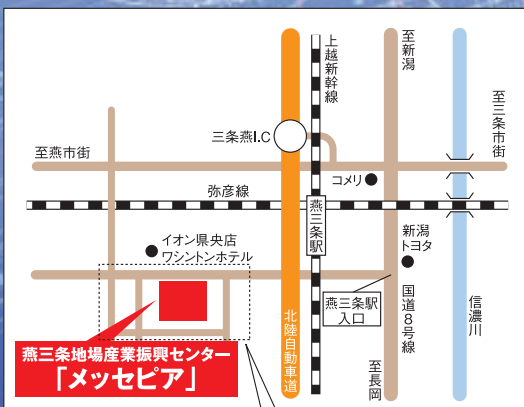 上越新幹線
至新潟
至三条市街
三条燕I.C
至燕市街
コメリ
弥彦線
燕三条駅
イオン県央店
ワシントンホテル
新潟
トヨタ
燕三条駅
入口
北陸自動車道
国道8号線
信濃川
至長岡
燕三条地場産業振興センター
「メッセピア」